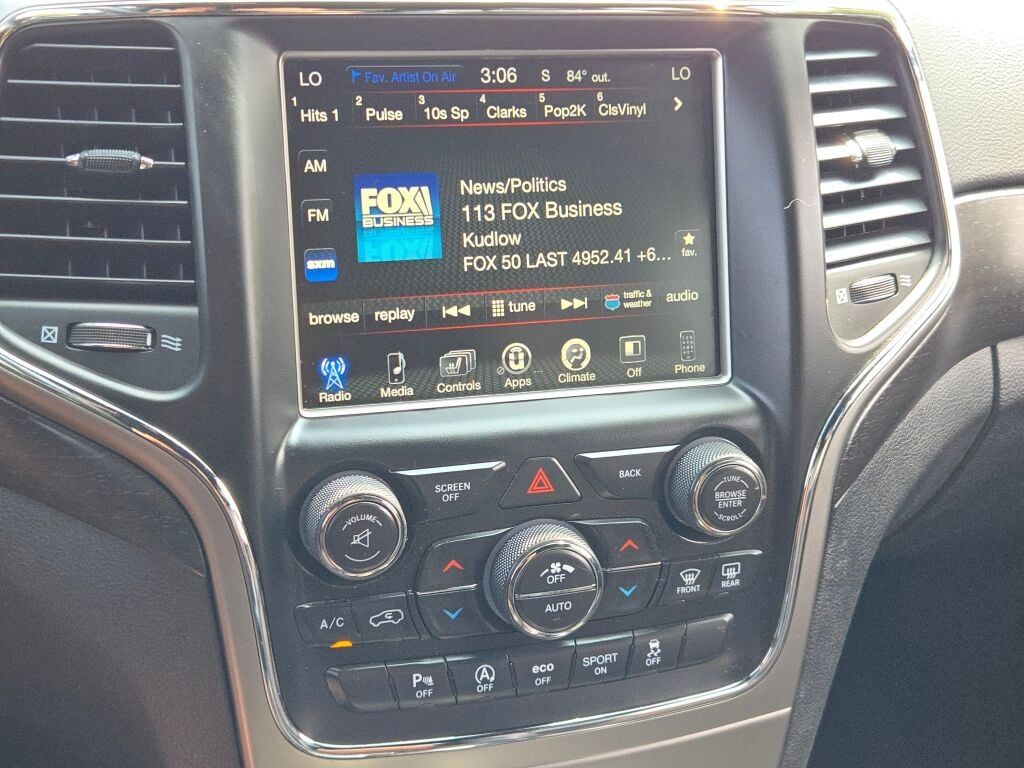 LO Fav. Artist On Air 3:06 S 84° out. LO
1 Hits 1 2 Pulse 3 10s Sp 4 Clarks 5 Pop2K 6 ClsVinyl
AM
FM
FOX
BUSINESS
FOX
News/Politics
113 FOX Business
Kudlow
FOX 50 LAST 4952.41 +6...
fav.
browse replay tune traffic & weather audio
Radio Media Controls Apps Climate Off Phone
SCREEN OFF
BACK
VOLUME
TUNE
BROWSE
ENTER
SCROLL
OFF
AUTO
FRONT
REAR
A/C
P OFF
A OFF
eco OFF
SPORT ON
OFF